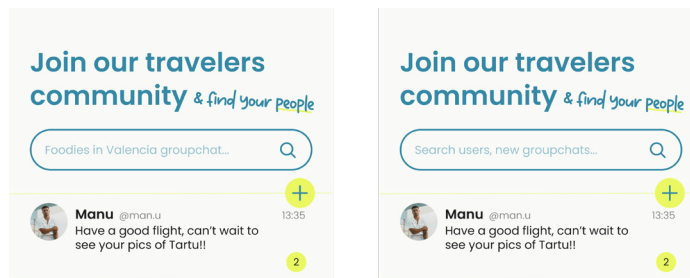 Join our travelers
community & find your people
Foodies in Valencia groupchat...
+
Manu @man.u 13:35
Have a good flight, can't wait to
see your pics of Tartu!!
2
Join our travelers
community & find your people
Search users, new groupchats...
+
Manu @man.u 13:35
Have a good flight, can't wait to
see your pics of Tartu!!
2